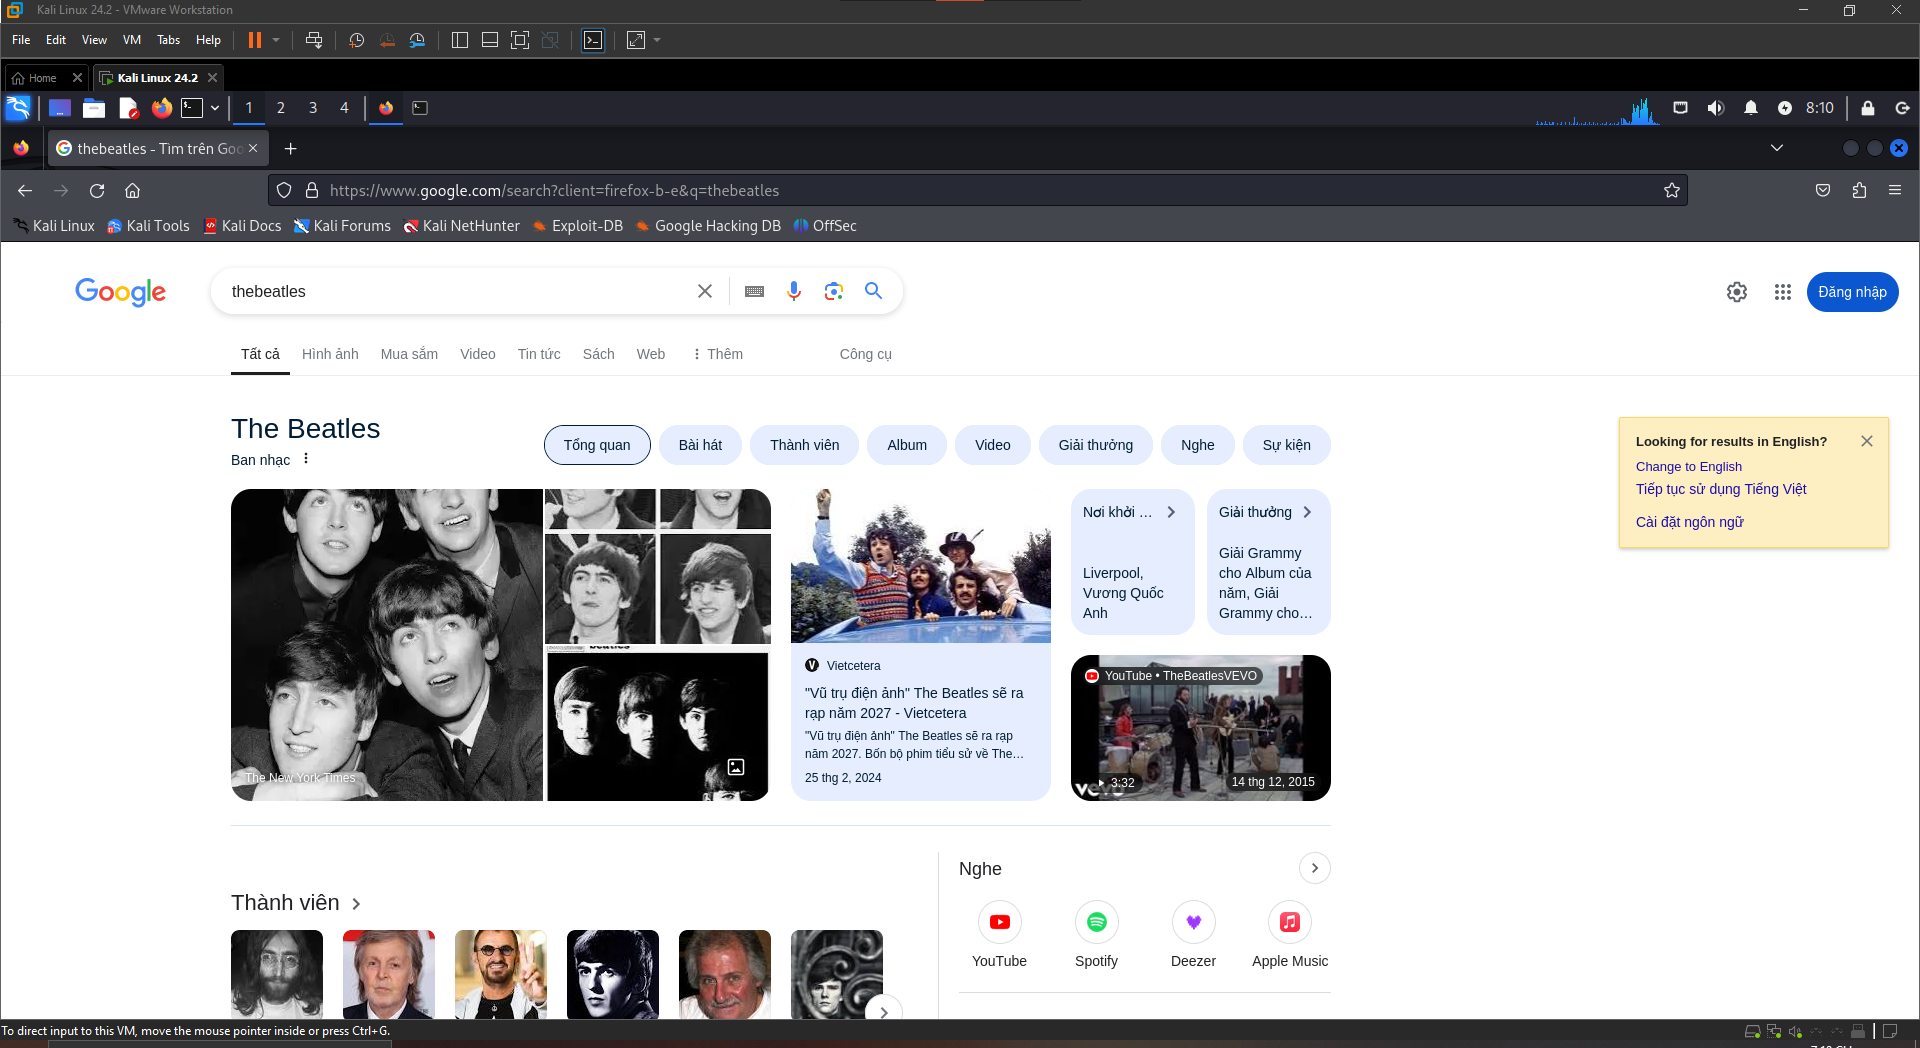 Kali Linux 24.2 - VMware Workstation
File Edit View VM Tabs Help
Home Kali Linux 24.2
1 2 3 4 8:10
thebeatles - Tìm trên Goo
https://www.google.com/search?client=firefox-b-e&q=thebeatles
Kali Linux Kali Tools Kali Docs Kali Forums Kali NetHunter Exploit-DB Google Hacking DB OffSec
Google thebeatles Đăng nhập
Tất cả Hình ảnh Mua sắm Video Tin tức Sách Web Thêm Công cụ
The Beatles
Ban nhạc
Tổng quan Bài hát Thành viên Album Video Giải thưởng Nghe Sự kiện
Looking for results in English?
Change to English
Tiếp tục sử dụng Tiếng Việt
Cài đặt ngôn ngữ
The New York Times
beatles
Vietcetera
"Vũ trụ điện ảnh" The Beatles sẽ ra
rạp năm 2027 - Vietcetera
"Vũ trụ điện ảnh" The Beatles sẽ ra rạp
năm 2027. Bốn bộ phim tiểu sử về The…
25 thg 2, 2024
Nơi khởi …
Liverpool,
Vương Quốc
Anh
Giải thưởng
Giải Grammy
cho Album của
năm, Giải
Grammy cho…
YouTube • TheBeatlesVEVO
vevo
3:32
14 thg 12, 2015
Thành viên
Nghe
YouTube Spotify Deezer Apple Music
To direct input to this VM, move the mouse pointer inside or press Ctrl+G.